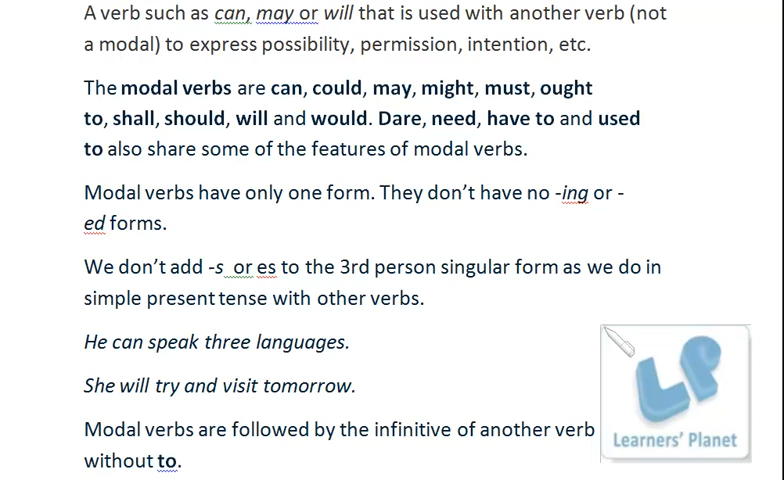 A verb such as can, may or will that is used with another verb (not
a modal) to express possibility, permission, intention, etc.
The modal verbs are can, could, may, might, must, ought
to, shall, should, will and would. Dare, need, have to and used
to also share some of the features of modal verbs.
Modal verbs have only one form. They don't have no -ing or -
ed forms.
We don't add -s or es to the 3rd person singular form as we do in
simple present tense with other verbs.
He can speak three languages.
She will try and visit tomorrow.
Modal verbs are followed by the infinitive of another verb
without to.
LP
Learners' Planet